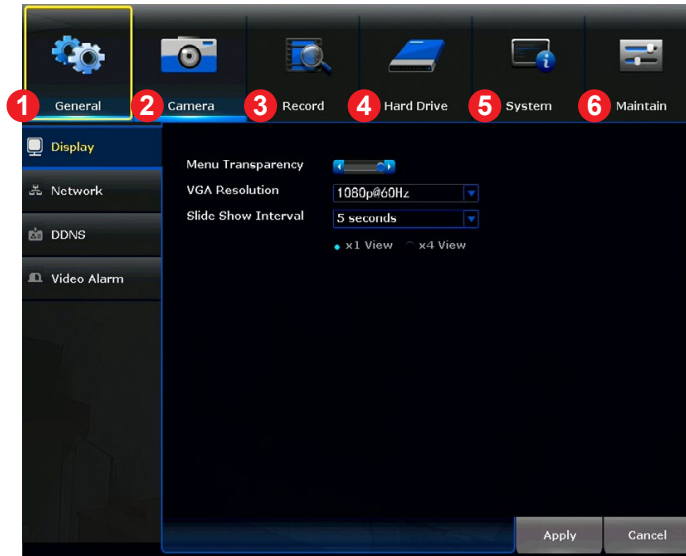 1 General 2 Camera 3 Record 4 Hard Drive 5 System 6 Maintain
Display
Network
DDNS
Video Alarm
Menu Transparency
VGA Resolution 1080p@60Hz
Slide Show Interval 5 seconds
x1 View x4 View
Apply Cancel